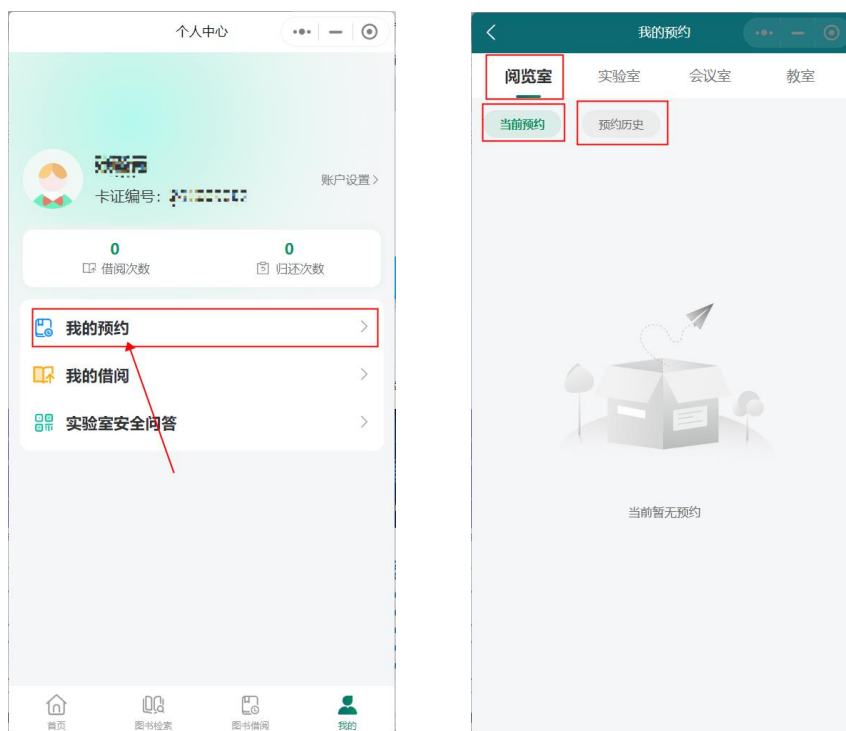 个人中心
账户设置
卡证编号：
0
借阅次数
0
归还次数
我的预约
我的借阅
实验室安全问答
首页
图书检索
图书借阅
我的
我的预约
阅览室
实验室
会议室
教室
当前预约
预约历史
当前暂无预约